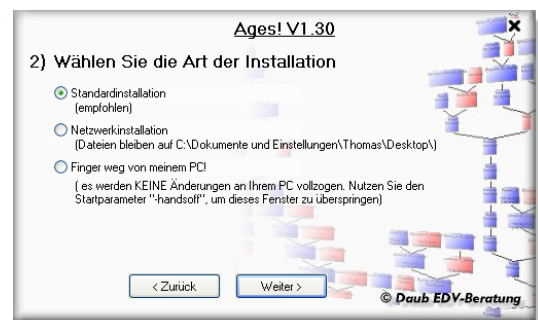 Ages! V1.30
2) Wählen Sie die Art der Installation
Standardinstallation
(empfohlen)
Netzwerkinstallation
(Dateien bleiben auf C:\Dokumente und Einstellungen\Thomas\Desktop\)
Finger weg von meinem PC!
( es werden KEINE Änderungen an Ihrem PC vollzogen. Nutzen Sie den
Startparameter "-handsoff", um dieses Fenster zu überspringen)
< Zurück
Weiter >
© Daub EDV-Beratung